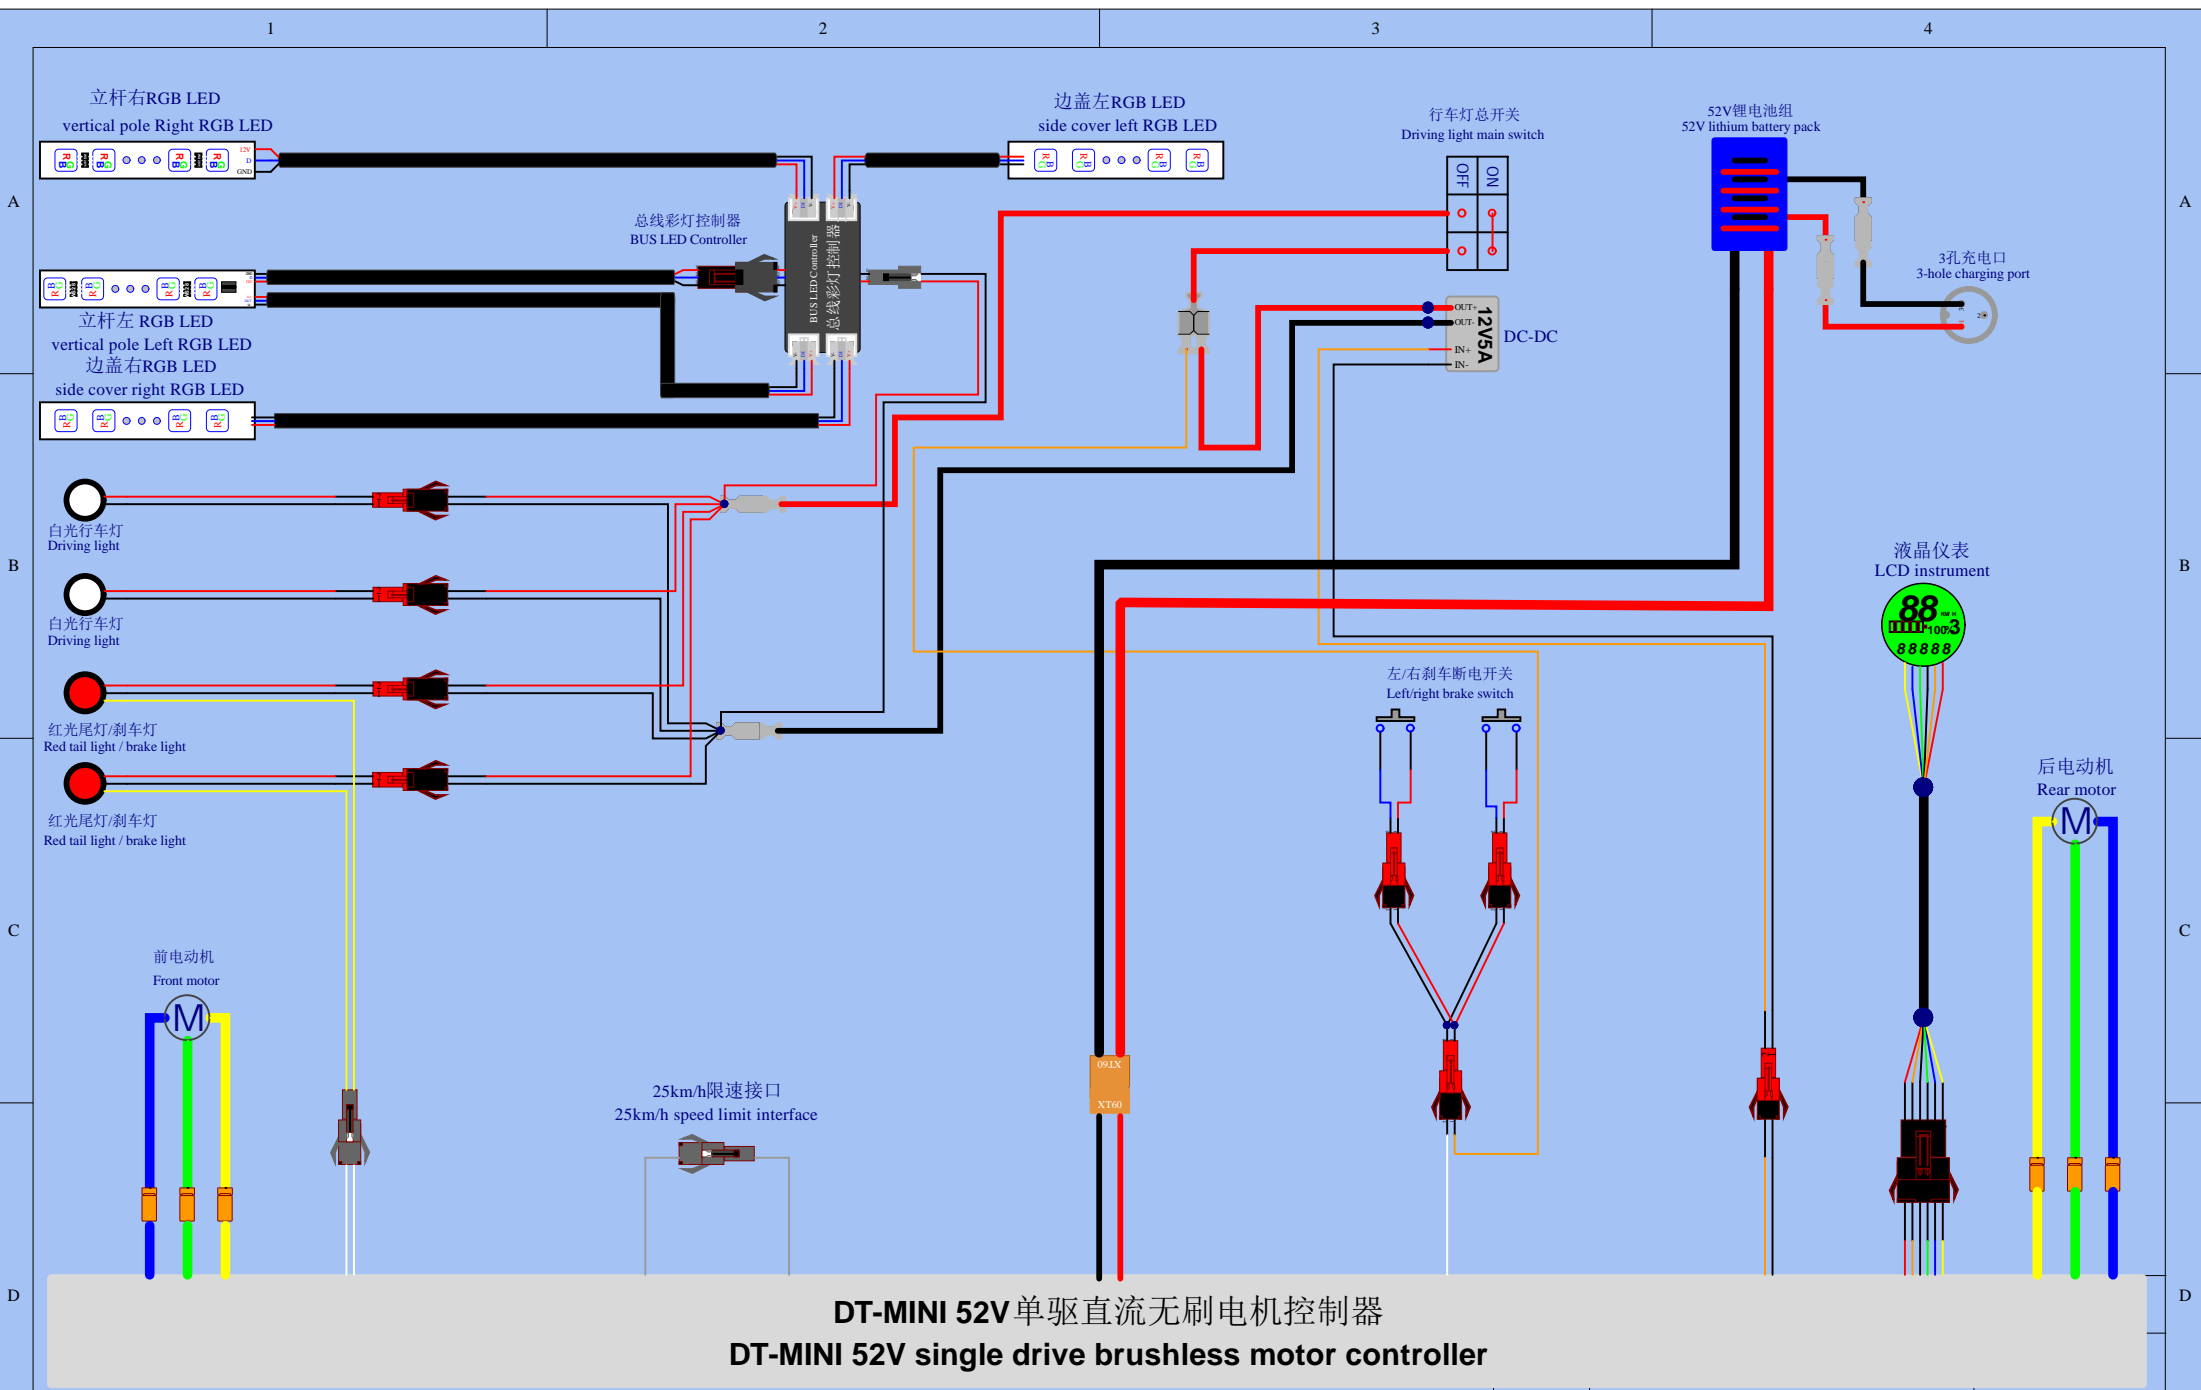 1
2
3
4
A
A
立杆右RGB LED
vertical pole Right RGB LED
12V
D
GND
边盖左RGB LED
side cover left RGB LED
行车灯总开关
Driving light main switch
OFF
ON
52V锂电池组
52V lithium battery pack
总线彩灯控制器
BUS LED Controller
BUS LED Controller
总线彩灯控制器
3孔充电口
3-hole charging port
立杆左 RGB LED
vertical pole Left RGB LED
OUT+
OUT-
IN+
IN-
12V5A
DC-DC
边盖右RGB LED
side cover right RGB LED
B
B
白光行车灯
Driving light
白光行车灯
Driving light
液晶仪表
LCD instrument
88
100%
3
88888
左/右刹车断电开关
Left/right brake switch
红光尾灯/刹车灯
Red tail light / brake light
红光尾灯/刹车灯
Red tail light / brake light
后电动机
Rear motor
M
C
C
前电动机
Front motor
M
25km/h限速接口
25km/h speed limit interface
XT60
XT60
D
D
DT-MINI 52V单驱直流无刷电机控制器
DT-MINI 52V single drive brushless motor controller